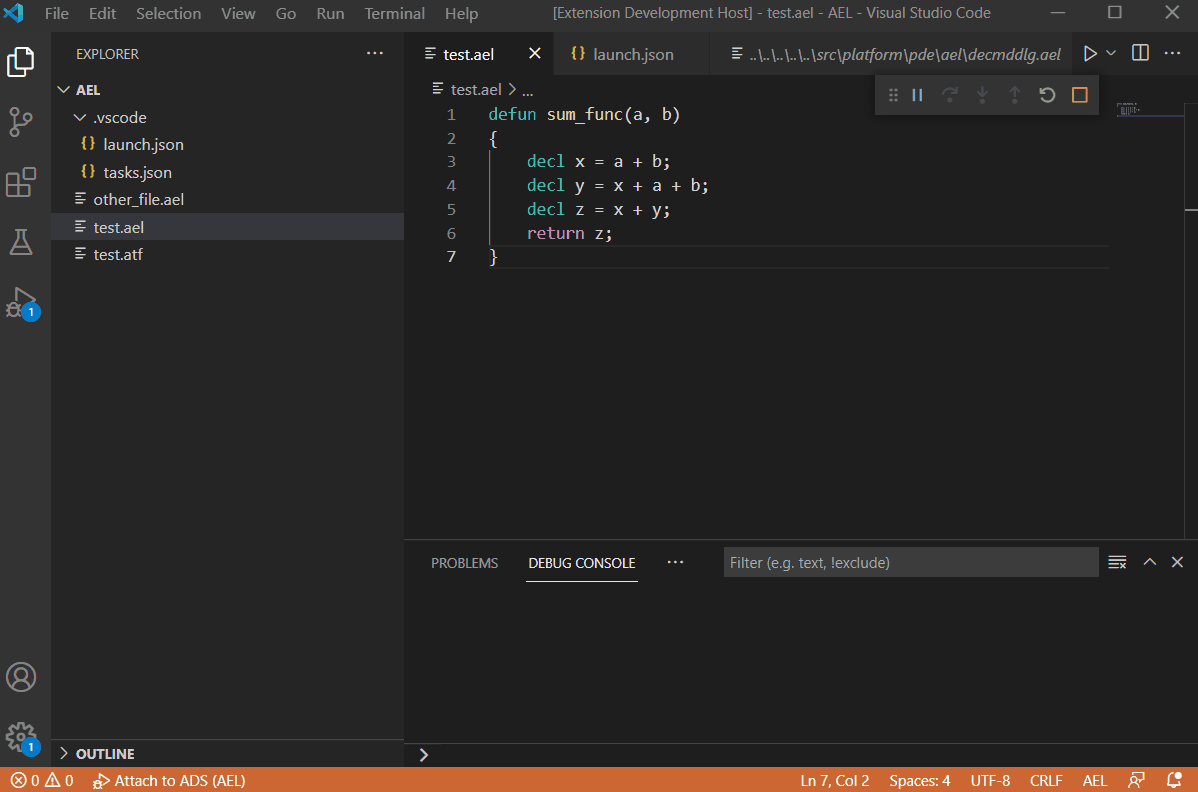 File Edit Selection View Go Run Terminal Help [Extension Development Host] - test.ael - AEL - Visual Studio Code
EXPLORER
AEL
.vscode
{} launch.json
{} tasks.json
other_file.ael
test.ael
test.atf
OUTLINE
test.ael {} launch.json ..\..\..\..\..\src\platform\pde\ael\decmddlg.ael
test.ael > ...
1 defun sum_func(a, b)
2 {
3 decl x = a + b;
4 decl y = x + a + b;
5 decl z = x + y;
6 return z;
7 }
PROBLEMS DEBUG CONSOLE ... Filter (e.g. text, !exclude)
1
1
0 0 Attach to ADS (AEL) Ln 7, Col 2 Spaces: 4 UTF-8 CRLF AEL